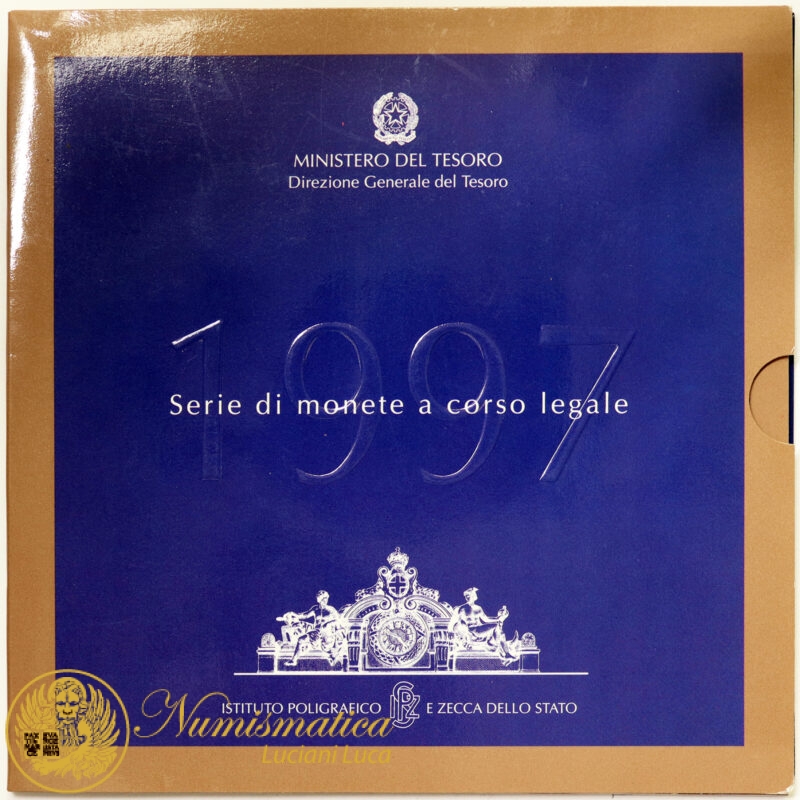 MINISTERO DEL TESORO
Direzione Generale del Tesoro
1997
Serie di monete a corso legale
ISTITUTO POLIGRAFICO E ZECCA DELLO STATO
Numismatica
Luciani Luca